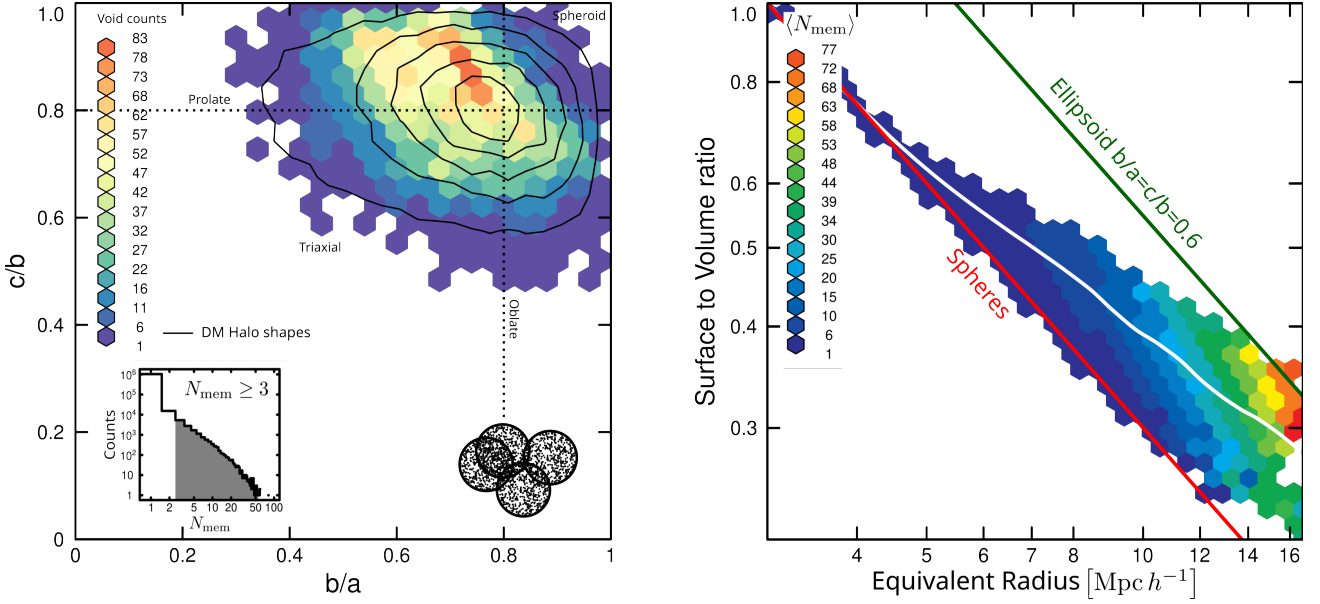 1.0
0.8
0.6
0.4
0.2
0
c/b
Void counts
83
78
73
68
62
57
52
47
42
37
32
27
22
16
11
6
1
Spheroid
Prolate
Triaxial
Oblate
DM Halo shapes
N_mem ≥ 3
Counts
10^6
10^5
10^4
10^3
10^2
10
1
1 2 5 10 20 50 100
N_mem
0 0.2 0.4 0.6 0.8 1
b/a
Surface to Volume ratio
1.0
0.8
0.6
0.5
0.4
0.3
⟨N_mem⟩
77
72
68
63
58
53
48
44
39
34
30
25
20
15
10
6
1
Ellipsoid b/a=c/b=0.6
Spheres
4 5 6 7 8 10 12 14 16
Equivalent Radius [Mpc h^−1]